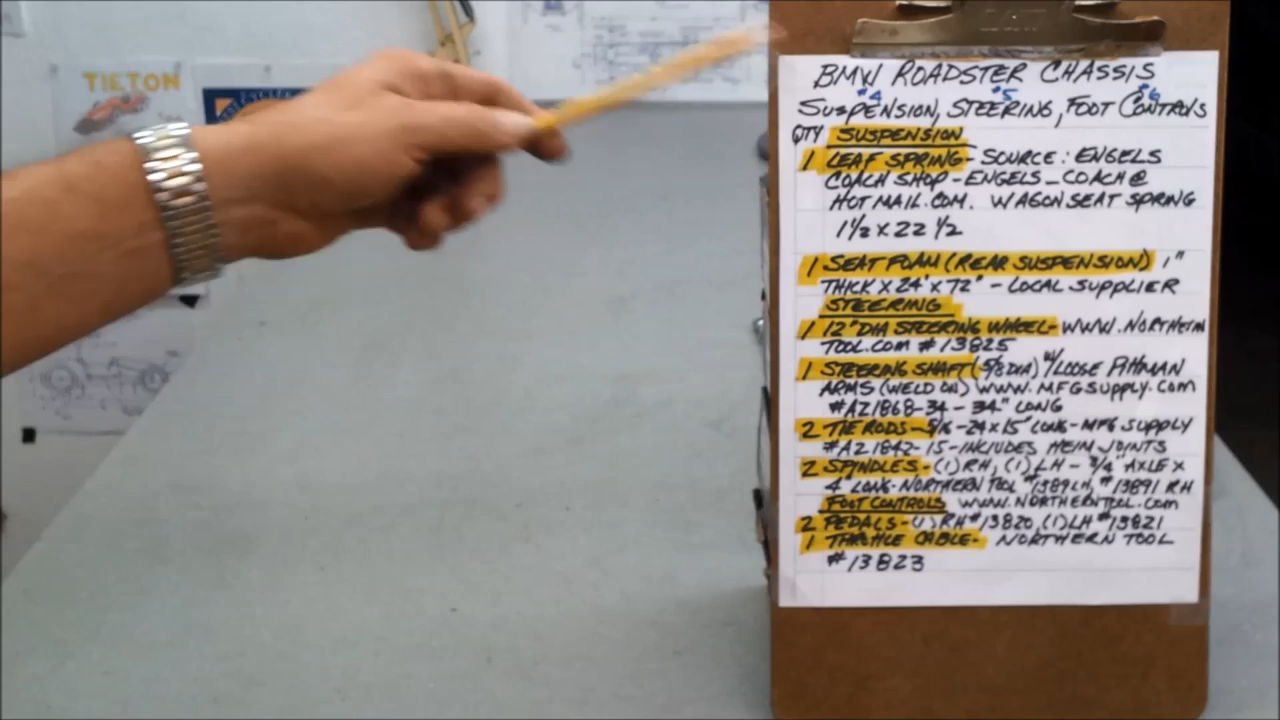 TIETON
BMW ROADSTER CHASSIS
#4 #5 #6
SUSPENSION, STEERING, FOOT CONTROLS
QTY SUSPENSION
1 LEAF SPRING - SOURCE: ENGELS
COACH SHOP - ENGELS_COACH@
HOTMAIL.COM. WAGON SEAT SPRING
1 1/2 X 22 1/2
1 SEAT FOAM (REAR SUSPENSION) 1"
THICK X 24" X 72" - LOCAL SUPPLIER
STEERING
1 12" DIA STEERING WHEEL - WWW.NORTHERN
TOOL.COM #13825
1 STEERING SHAFT (5/8 DIA) W/LOOSE PITMAN
ARMS (WELD ON) WWW.MFGSUPPLY.COM
#AZ1868-34 - 34" LONG
2 TIE RODS - 5/16 - 24 X 15" LONG - MFG SUPPLY
#AZ1842-15 - INCLUDES HEIM JOINTS
2 SPINDLES - (1) RH, (1) LH - 3/4" AXLE X
4" LONG - NORTHERN TOOL LH, #13891 RH
FOOT CONTROLS WWW.NORTHERNTOOL.COM
2 PEDALS - (1) RH #13820, (1) LH #13821
1 THROTTLE CABLE - NORTHERN TOOL
#13823